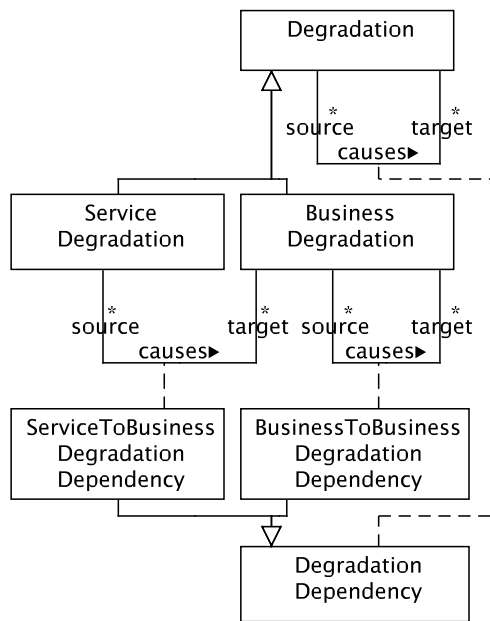 Degradation
* *
source target
causes▶
Service
Degradation
Business
Degradation
* * * *
source target source target
causes▶ causes▶
ServiceToBusiness
Degradation
Dependency
BusinessToBusiness
Degradation
Dependency
Degradation
Dependency